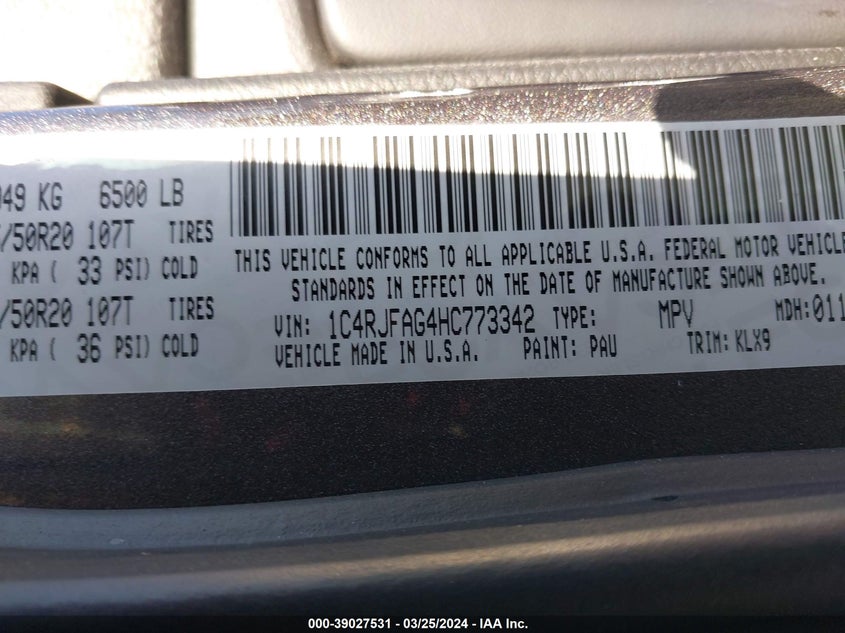 049 KG 6500 LB
/50R20 107T TIRES
KPA ( 33 PSI) COLD
/50R20 107T TIRES
KPA ( 36 PSI) COLD
THIS VEHICLE CONFORMS TO ALL APPLICABLE U.S.A. FEDERAL MOTOR VEHICLE
STANDARDS IN EFFECT ON THE DATE OF MANUFACTURE SHOWN ABOVE.
VIN: 1C4RJFAG4HC773342 TYPE: MPV MDH:011
VEHICLE MADE IN U.S.A. PAINT: PAU TRIM: KLX9
000-39027531 - 03/25/2024 - IAA Inc.